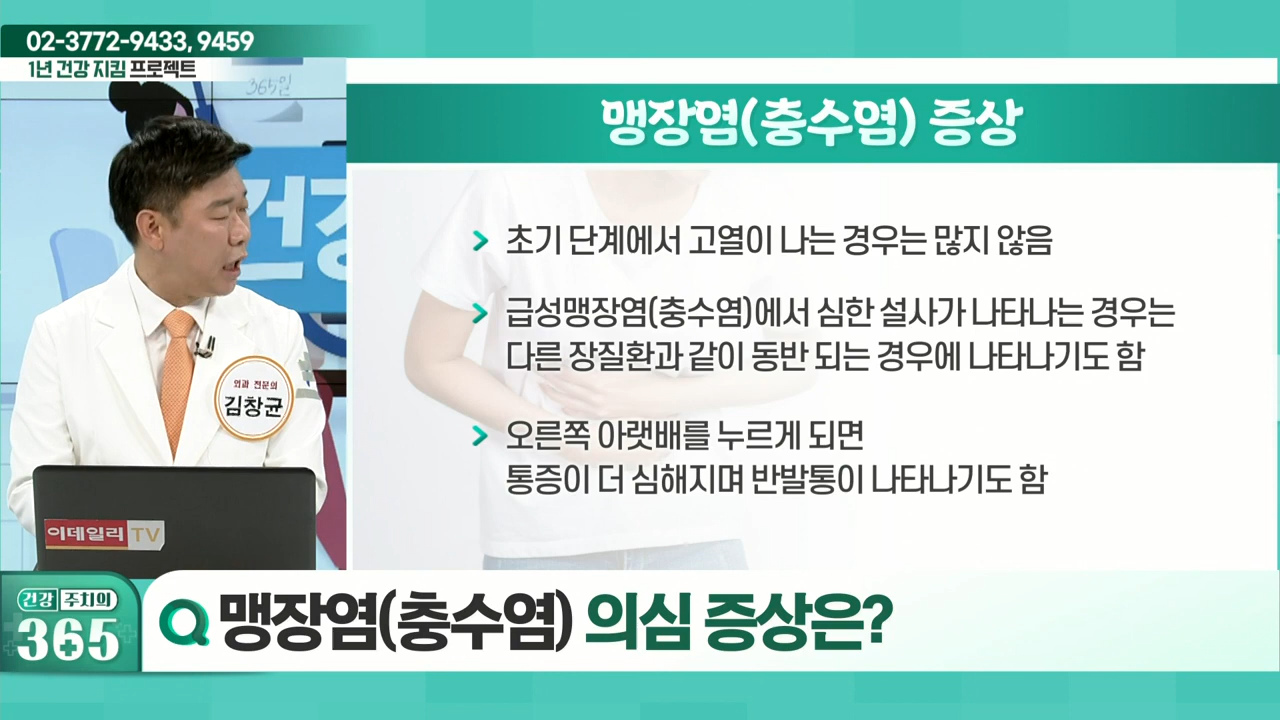 02-3772-9433, 9459
1년 건강 지킴 프로젝트
365일
건강
맹장염(충수염) 증상
초기 단계에서 고열이 나는 경우는 많지 않음
급성맹장염(충수염)에서 심한 설사가 나타나는 경우는
다른 장질환과 같이 동반 되는 경우에 나타나기도 함
오른쪽 아랫배를 누르게 되면
통증이 더 심해지며 반발통이 나타나기도 함
외과 전문의
김창균
이데일리 TV
건강 주치의
365
Q 맹장염(충수염) 의심 증상은?